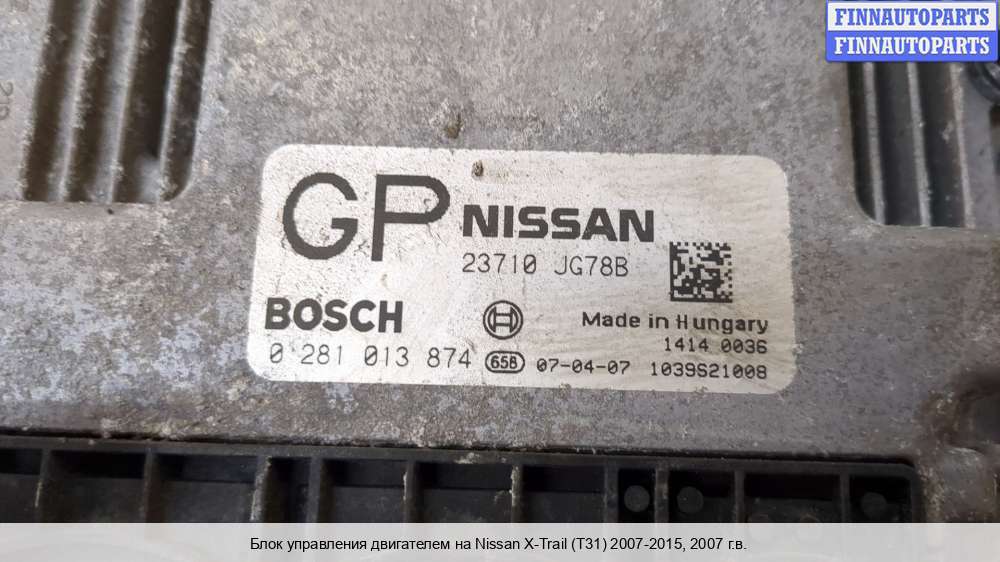 FINNAUTOPARTS
FINNAUTOPARTS
GP NISSAN
23710 JG78B
BOSCH
Made in Hungary
1414 0036
0 281 013 874 658 07-04-07 1039S21008
Блок управления двигателем на Nissan X-Trail (T31) 2007-2015, 2007 г.в.